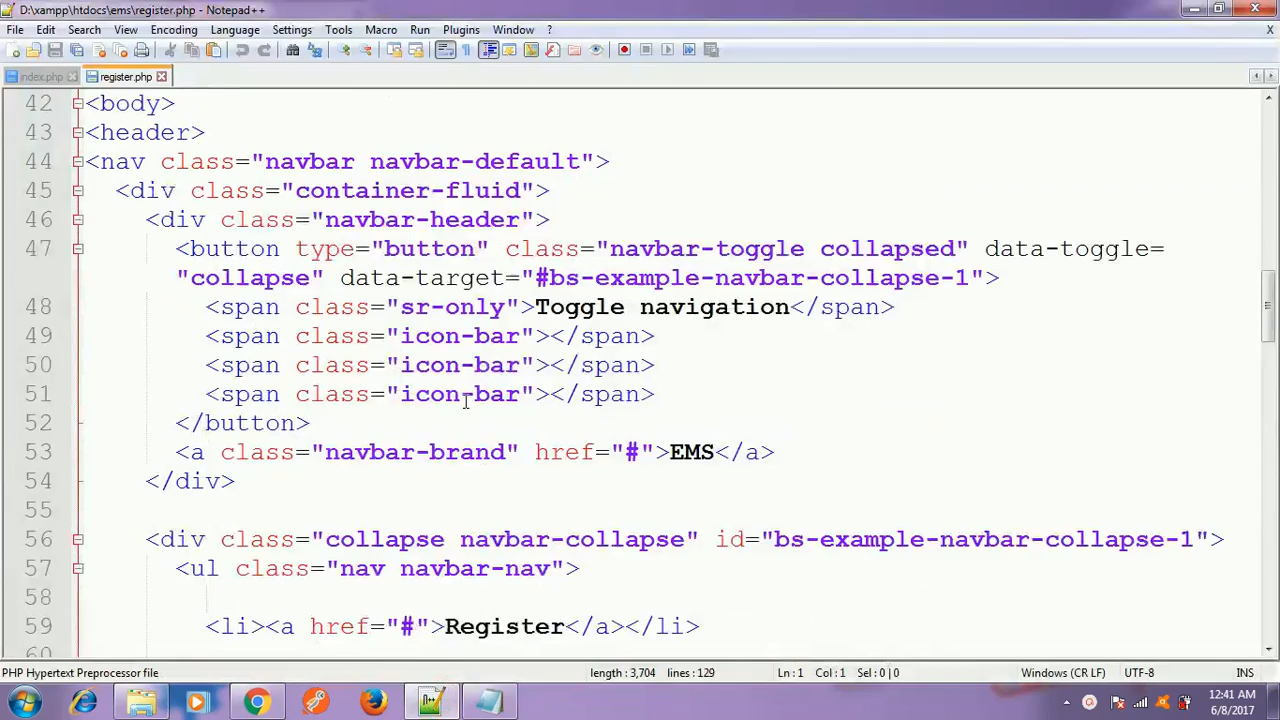 D:\xampp\htdocs\ems\register.php - Notepad++
File Edit Search View Encoding Language Settings Tools Macro Run Plugins Window ? X
index.php register.php
42 <body>
43 <header>
44 <nav class="navbar navbar-default">
45 <div class="container-fluid">
46 <div class="navbar-header">
47 <button type="button" class="navbar-toggle collapsed" data-toggle=
"collapse" data-target="#bs-example-navbar-collapse-1">
48 <span class="sr-only">Toggle navigation</span>
49 <span class="icon-bar"></span>
50 <span class="icon-bar"></span>
51 <span class="icon-bar"></span>
52 </button>
53 <a class="navbar-brand" href="#">EMS</a>
54 </div>
55
56 <div class="collapse navbar-collapse" id="bs-example-navbar-collapse-1">
57 <ul class="nav navbar-nav">
58
59 <li><a href="#">Register</a></li>
60
PHP Hypertext Preprocessor file length : 3,704 lines : 129 Ln : 1 Col : 1 Sel : 0 | 0 Windows (CR LF) UTF-8 INS
12:41 AM
6/8/2017